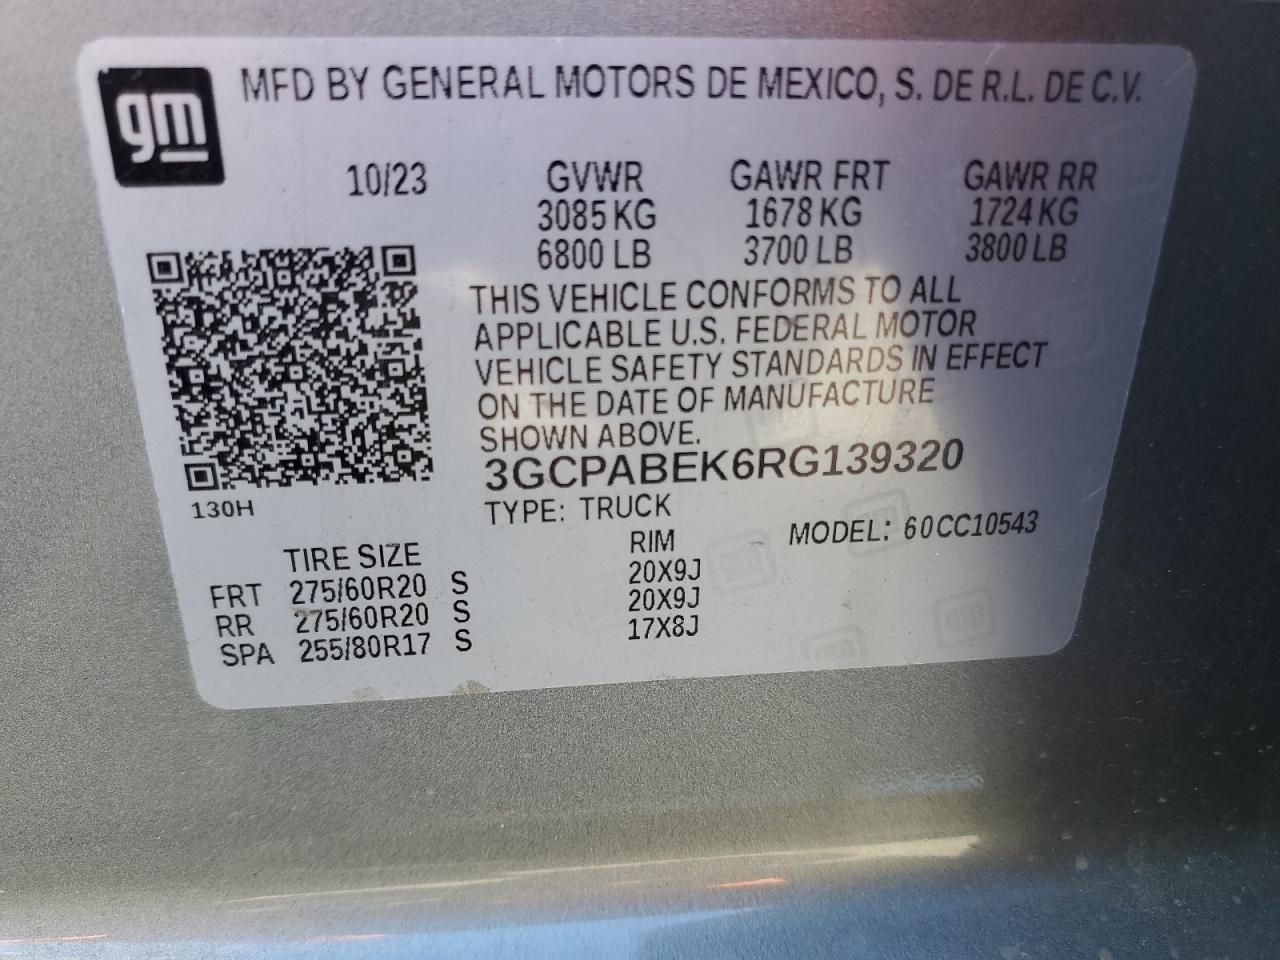 gm
MFD BY GENERAL MOTORS DE MEXICO, S. DE R.L. DE C.V.
10/23 GVWR GAWR FRT GAWR RR
3085 KG 1678 KG 1724 KG
6800 LB 3700 LB 3800 LB
THIS VEHICLE CONFORMS TO ALL
APPLICABLE U.S. FEDERAL MOTOR
VEHICLE SAFETY STANDARDS IN EFFECT
ON THE DATE OF MANUFACTURE
SHOWN ABOVE.
3GCPABEK6RG139320
130H
TYPE: TRUCK
MODEL: 60CC10543
TIRE SIZE RIM
FRT 275/60R20 S 20X9J
RR 275/60R20 S 20X9J
SPA 255/80R17 S 17X8J